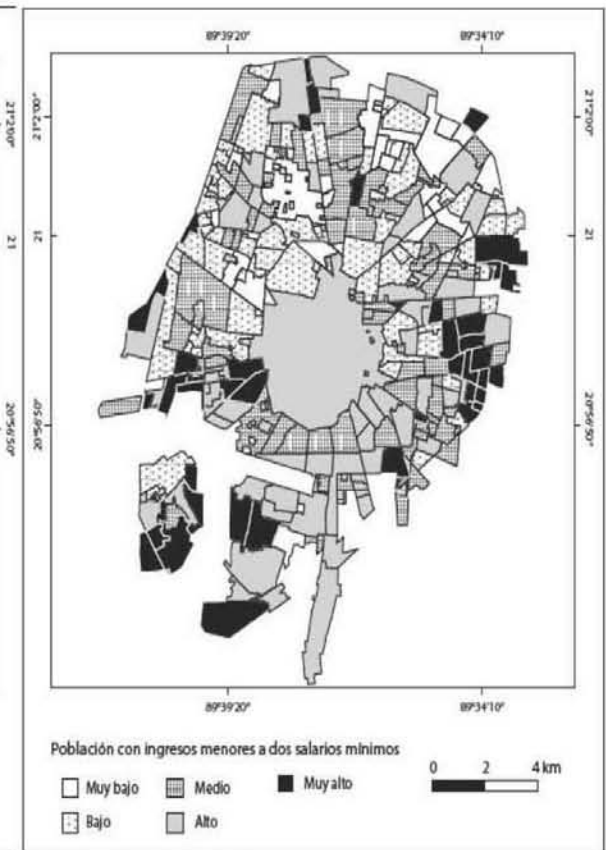 89°39'20" 89°34'10"
21°2'00" 21°2'00"
21 21
20°56'50" 20°56'50"
89°39'20" 89°34'10"
Población con ingresos menores a dos salarios mínimos
Muy bajo Medio Muy alto
Bajo Alto
0 2 4 km